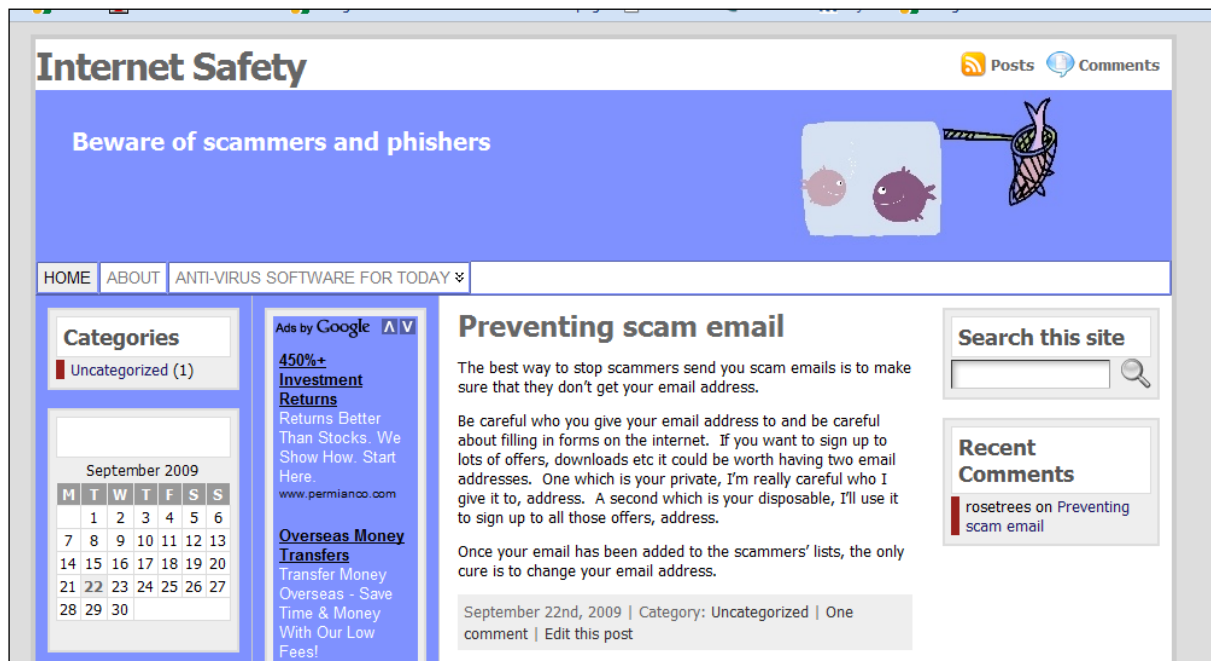 Internet Safety
Posts
Comments
Beware of scammers and phishers
HOME
ABOUT
ANTI-VIRUS SOFTWARE FOR TODAY
Categories
Uncategorized (1)
September 2009
M T W T F S S
1 2 3 4 5 6
7 8 9 10 11 12 13
14 15 16 17 18 19 20
21 22 23 24 25 26 27
28 29 30
Ads by Google
450%+
Investment
Returns
Returns Better
Than Stocks. We
Show How. Start
Here.
www.permianco.com
Overseas Money
Transfers
Transfer Money
Overseas - Save
Time & Money
With Our Low
Fees!
Preventing scam email
The best way to stop scammers send you scam emails is to make
sure that they don't get your email address.
Be careful who you give your email address to and be careful
about filling in forms on the internet. If you want to sign up to
lots of offers, downloads etc it could be worth having two email
addresses. One which is your private, I'm really careful who I
give it to, address. A second which is your disposable, I'll use it
to sign up to all those offers, address.
Once your email has been added to the scammers' lists, the only
cure is to change your email address.
September 22nd, 2009 | Category: Uncategorized | One
comment | Edit this post
Search this site
Recent
Comments
rosetrees on Preventing
scam email